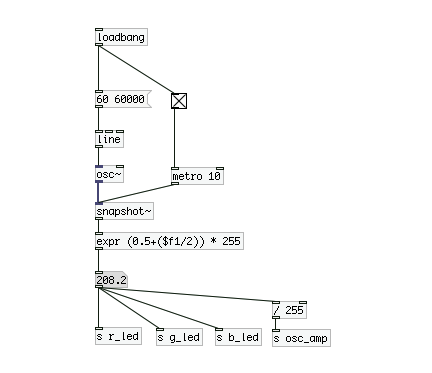 loadbang
60 60000
line
osc~
metro 10
snapshot~
expr (0.5+($f1/2)) * 255
208.2
/ 255
s r_led
s g_led
s b_led
s osc_amp